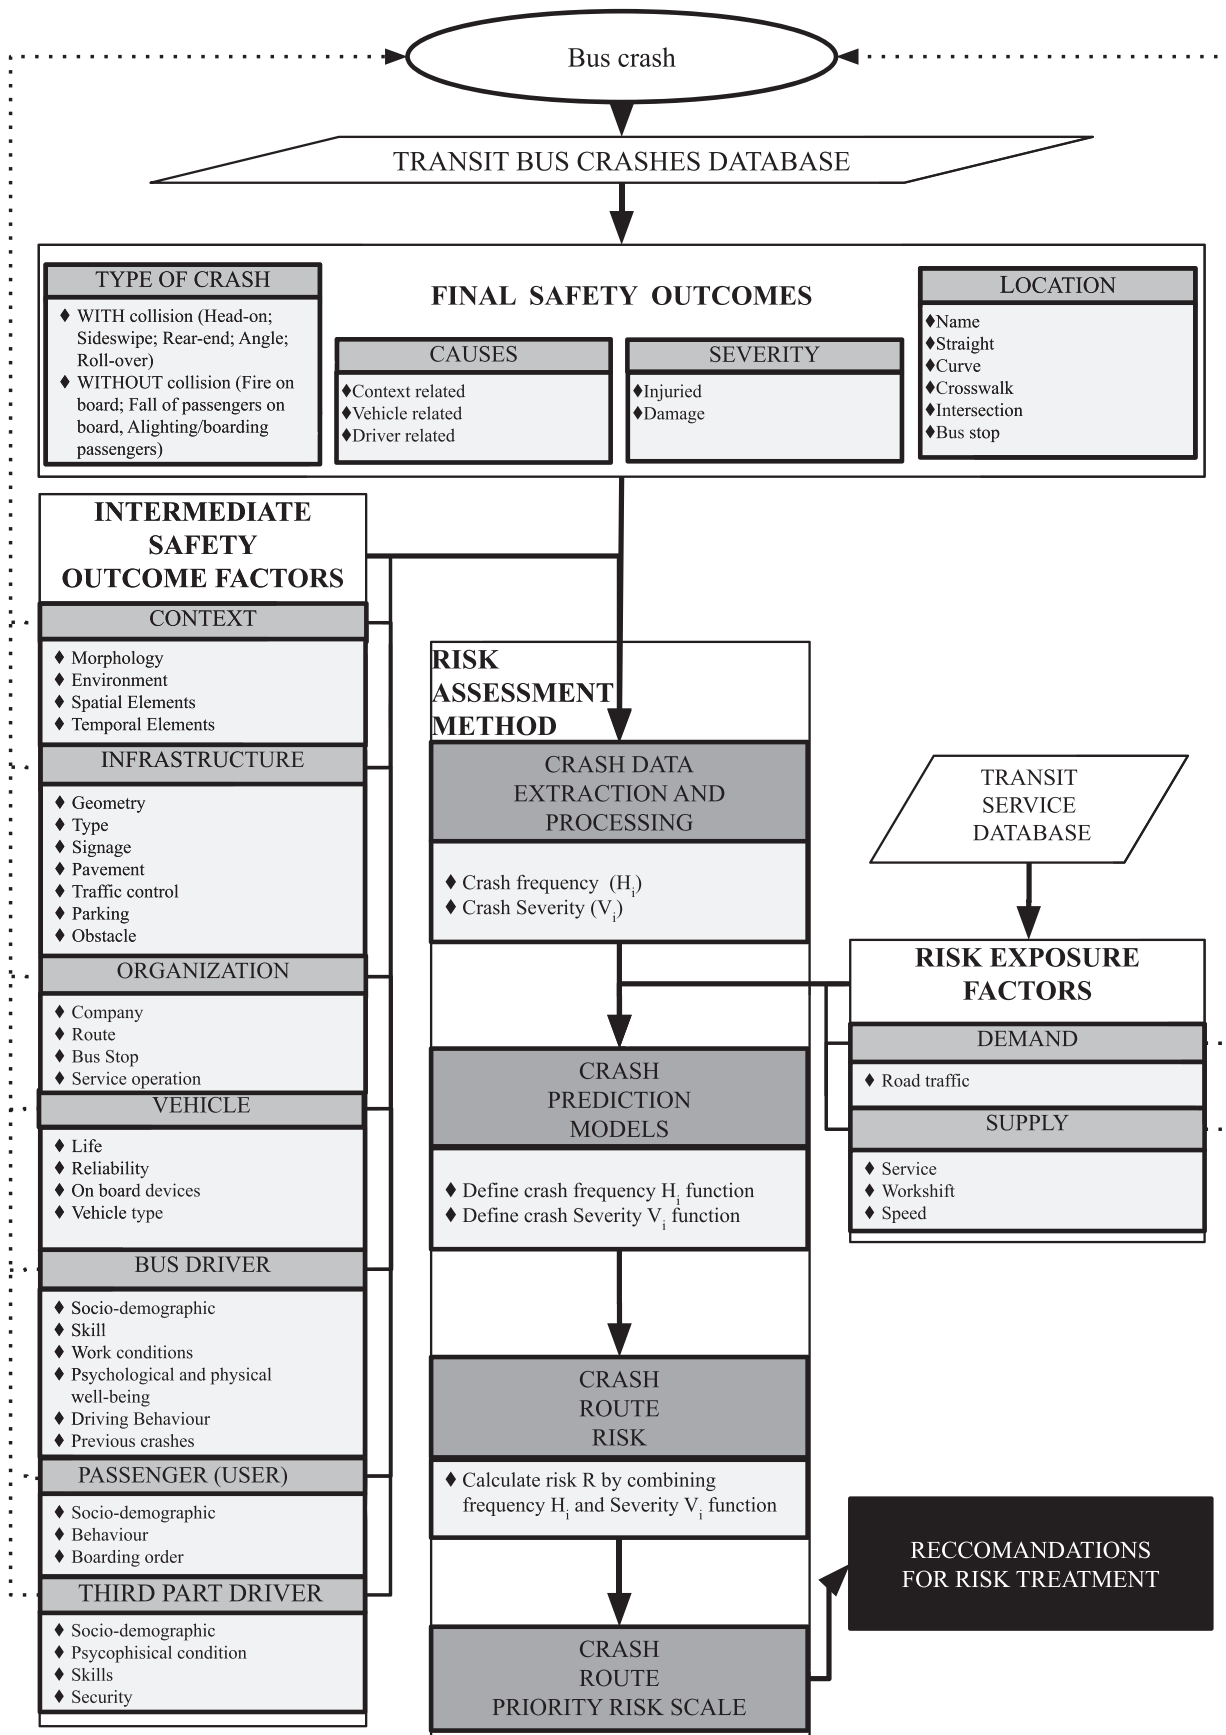 Bus crash
TRANSIT BUS CRASHES DATABASE
TYPE OF CRASH
♦ WITH collision (Head-on;
Sideswipe; Rear-end; Angle;
Roll-over)
♦ WITHOUT collision (Fire on
board; Fall of passengers on
board, Alighting/boarding
passengers)
FINAL SAFETY OUTCOMES
CAUSES
♦Context related
♦Vehicle related
♦Driver related
SEVERITY
♦Injuried
♦Damage
LOCATION
♦Name
♦Straight
♦Curve
♦Crosswalk
♦Intersection
♦Bus stop
INTERMEDIATE
SAFETY
OUTCOME FACTORS
CONTEXT
♦ Morphology
♦ Environment
♦ Spatial Elements
♦ Temporal Elements
INFRASTRUCTURE
♦ Geometry
♦ Type
♦ Signage
♦ Pavement
♦ Traffic control
♦ Parking
♦ Obstacle
ORGANIZATION
♦ Company
♦ Route
♦ Bus Stop
♦ Service operation
VEHICLE
♦ Life
♦ Reliability
♦ On board devices
♦ Vehicle type
BUS DRIVER
♦ Socio-demographic
♦ Skill
♦ Work conditions
♦ Psychological and physical
well-being
♦ Driving Behaviour
♦ Previous crashes
PASSENGER (USER)
♦ Socio-demographic
♦ Behaviour
♦ Boarding order
THIRD PART DRIVER
♦ Socio-demographic
♦ Psycophisical condition
♦ Skills
♦ Security
RISK
ASSESSMENT
METHOD
CRASH DATA
EXTRACTION AND
PROCESSING
♦ Crash frequency (Hi)
♦ Crash Severity (Vi)
CRASH
PREDICTION
MODELS
♦ Define crash frequency Hi function
♦ Define crash Severity Vi function
CRASH
ROUTE
RISK
♦ Calculate risk R by combining
frequency Hi and Severity Vi function
CRASH
ROUTE
PRIORITY RISK SCALE
TRANSIT
SERVICE
DATABASE
RISK EXPOSURE
FACTORS
DEMAND
♦ Road traffic
SUPPLY
♦ Service
♦ Workshift
♦ Speed
RECCOMANDATIONS
FOR RISK TREATMENT